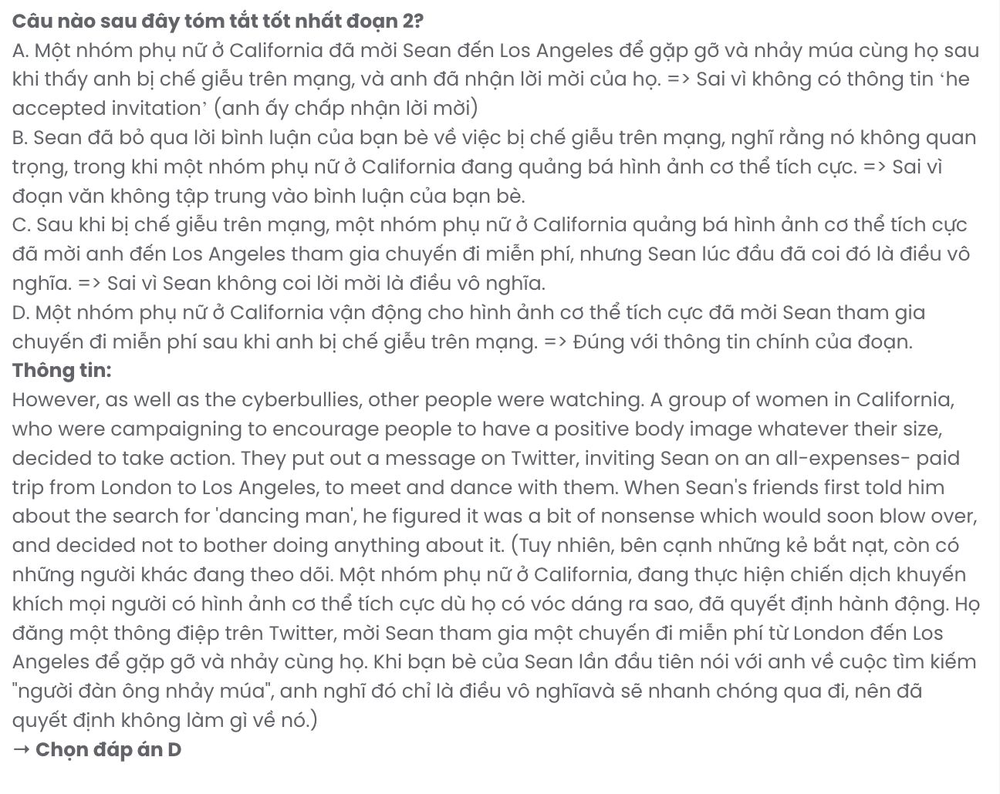 Câu nào sau đây tóm tắt tốt nhất đoạn 2?
A. Một nhóm phụ nữ ở California đã mời Sean đến Los Angeles để gặp gỡ và nhảy múa cùng họ sau
khi thấy anh bị chế giễu trên mạng, và anh đã nhận lời mời của họ. => Sai vì không có thông tin ‘he
accepted invitation’ (anh ấy chấp nhận lời mời)
B. Sean đã bỏ qua lời bình luận của bạn bè về việc bị chế giễu trên mạng, nghĩ rằng nó không quan
trọng, trong khi một nhóm phụ nữ ở California đang quảng bá hình ảnh cơ thể tích cực. => Sai vì
đoạn văn không tập trung vào bình luận của bạn bè.
C. Sau khi bị chế giễu trên mạng, một nhóm phụ nữ ở California quảng bá hình ảnh cơ thể tích cực
đã mời anh đến Los Angeles tham gia chuyến đi miễn phí, nhưng Sean lúc đầu đã coi đó là điều vô
nghĩa. => Sai vì Sean không coi lời mời là điều vô nghĩa.
D. Một nhóm phụ nữ ở California vận động cho hình ảnh cơ thể tích cực đã mời Sean tham gia
chuyến đi miễn phí sau khi anh bị chế giễu trên mạng. => Đúng với thông tin chính của đoạn.
Thông tin:
However, as well as the cyberbullies, other people were watching. A group of women in California,
who were campaigning to encourage people to have a positive body image whatever their size,
decided to take action. They put out a message on Twitter, inviting Sean on an all-expenses- paid
trip from London to Los Angeles, to meet and dance with them. When Sean's friends first told him
about the search for 'dancing man', he figured it was a bit of nonsense which would soon blow over,
and decided not to bother doing anything about it. (Tuy nhiên, bên cạnh những kẻ bắt nạt, còn có
những người khác đang theo dõi. Một nhóm phụ nữ ở California, đang thực hiện chiến dịch khuyến
khích mọi người có hình ảnh cơ thể tích cực dù họ có vóc dáng ra sao, đã quyết định hành động. Họ
đăng một thông điệp trên Twitter, mời Sean tham gia một chuyến đi miễn phí từ London đến Los
Angeles để gặp gỡ và nhảy cùng họ. Khi bạn bè của Sean lần đầu tiên nói với anh về cuộc tìm kiếm
"người đàn ông nhảy múa", anh nghĩ đó chỉ là điều vô nghĩavà sẽ nhanh chóng qua đi, nên đã
quyết định không làm gì về nó.)
→ Chọn đáp án D